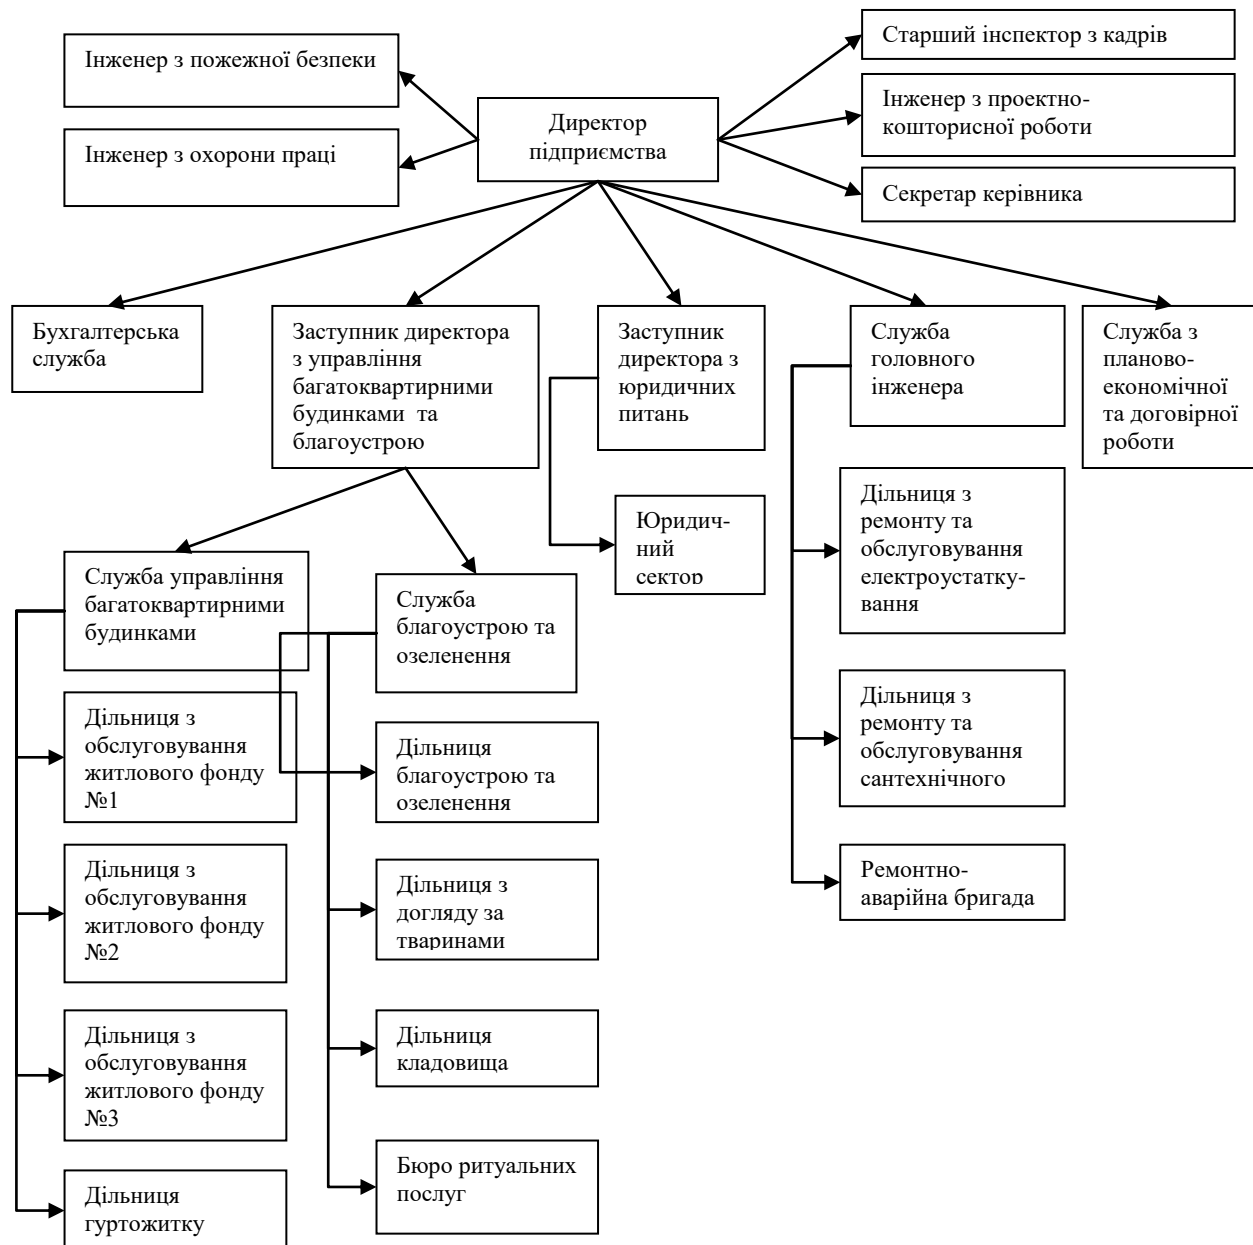 Інженер з пожежної безпеки
Інженер з охорони праці
Директор
підприємства
Старший інспектор з кадрів
Інженер з проектно-
кошторисної роботи
Секретар керівника
Бухгалтерська
служба
Заступник директора
з управління
багатоквартирними
будинками та
благоустрою
Заступник
директора з
юридичних
питань
Служба
головного
інженера
Служба з
планово-
економічної
та договірної
роботи
Юридич-
ний
сектор
Служба управління
багатоквартирними
будинками
Служба
благоустрою та
озеленення
Дільниця з
ремонту та
обслуговування
електроустатку-
вання
Дільниця з
обслуговування
житлового фонду
№1
Дільниця
благоустрою та
озеленення
Дільниця з
ремонту та
обслуговування
сантехнічного
Дільниця з
обслуговування
житлового фонду
№2
Дільниця з
догляду за
тваринами
Ремонтно-
аварійна бригада
Дільниця з
обслуговування
житлового фонду
№3
Дільниця
кладовища
Дільниця
гуртожитку
Бюро ритуальних
послуг